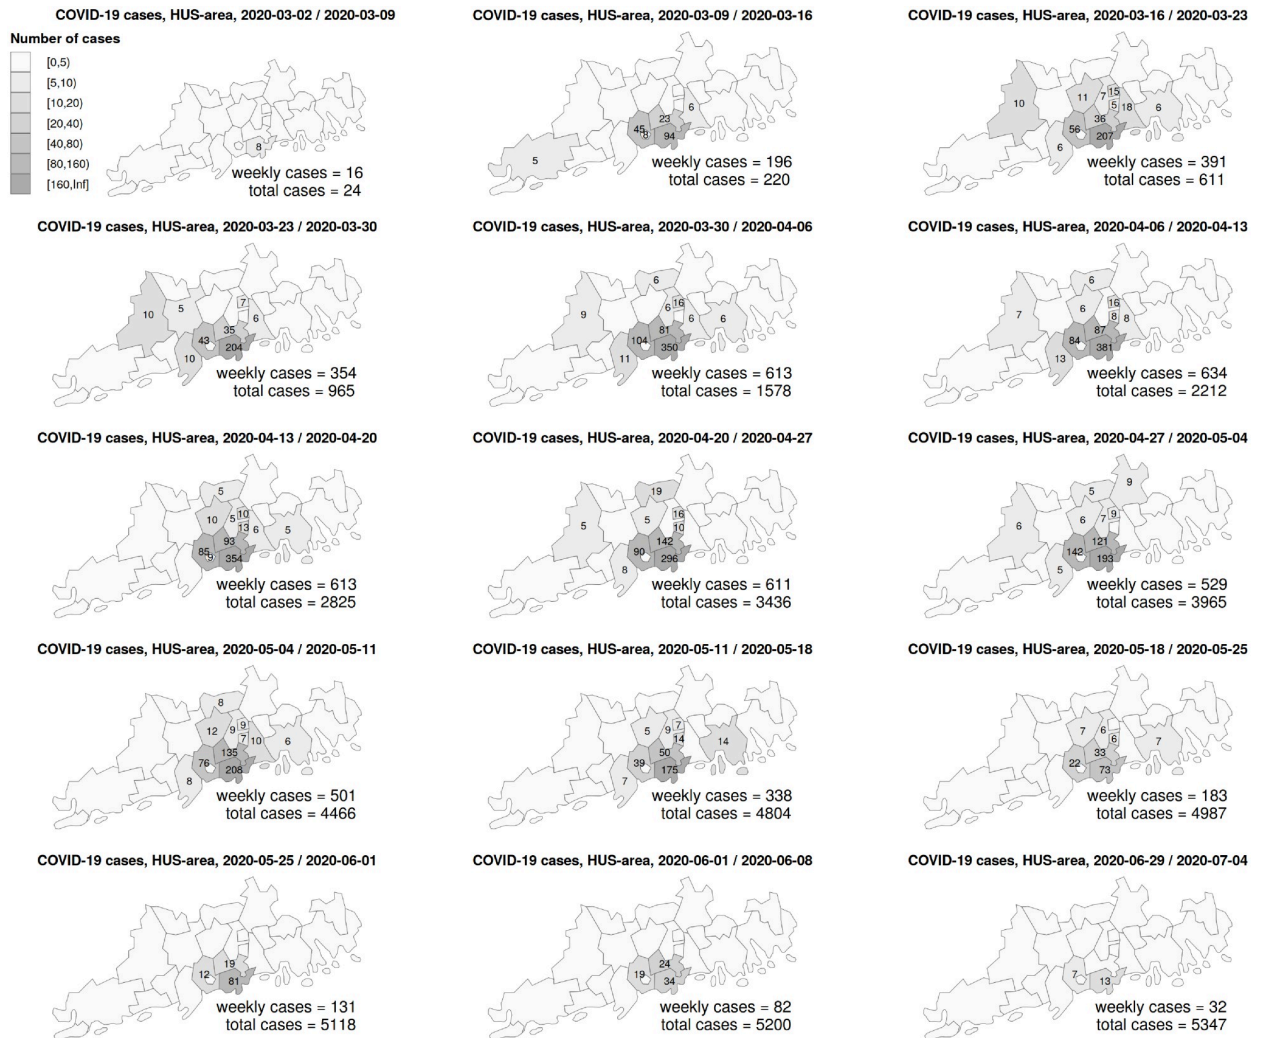 COVID-19 cases, HUS-area, 2020-03-02 / 2020-03-09
Number of cases
[0,5)
[5,10)
[10,20)
[20,40)
[40,80)
[80,160)
[160,Inf]
8
weekly cases = 16
total cases = 24
COVID-19 cases, HUS-area, 2020-03-09 / 2020-03-16
6
23
45
8
94
5
weekly cases = 196
total cases = 220
COVID-19 cases, HUS-area, 2020-03-16 / 2020-03-23
10
11
7
15
5
18
6
36
56
207
6
weekly cases = 391
total cases = 611
COVID-19 cases, HUS-area, 2020-03-23 / 2020-03-30
10
5
7
6
35
43
204
10
weekly cases = 354
total cases = 965
COVID-19 cases, HUS-area, 2020-03-30 / 2020-04-06
6
9
6
16
6
6
81
104
350
11
weekly cases = 613
total cases = 1578
COVID-19 cases, HUS-area, 2020-04-06 / 2020-04-13
6
7
6
16
8
8
87
84
381
13
weekly cases = 634
total cases = 2212
COVID-19 cases, HUS-area, 2020-04-13 / 2020-04-20
5
10
5
10
13
6
5
93
85
9
354
weekly cases = 613
total cases = 2825
COVID-19 cases, HUS-area, 2020-04-20 / 2020-04-27
19
5
5
16
10
142
90
296
8
weekly cases = 611
total cases = 3436
COVID-19 cases, HUS-area, 2020-04-27 / 2020-05-04
9
5
6
6
7
9
121
142
193
5
weekly cases = 529
total cases = 3965
COVID-19 cases, HUS-area, 2020-05-04 / 2020-05-11
8
12
9
9
7
10
6
135
76
208
8
weekly cases = 501
total cases = 4466
COVID-19 cases, HUS-area, 2020-05-11 / 2020-05-18
5
9
7
14
14
50
39
175
7
weekly cases = 338
total cases = 4804
COVID-19 cases, HUS-area, 2020-05-18 / 2020-05-25
7
6
6
7
33
22
73
weekly cases = 183
total cases = 4987
COVID-19 cases, HUS-area, 2020-05-25 / 2020-06-01
19
12
81
weekly cases = 131
total cases = 5118
COVID-19 cases, HUS-area, 2020-06-01 / 2020-06-08
24
19
34
weekly cases = 82
total cases = 5200
COVID-19 cases, HUS-area, 2020-06-29 / 2020-07-04
7
13
weekly cases = 32
total cases = 5347